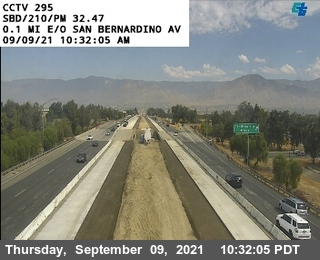 CCTV 295
SBD/210/PM 32.47
0.1 MI E/O SAN BERNARDINO AV
09/09/21 10:32:05 AM
Thursday, September 09, 2021 10:32:05 PDT